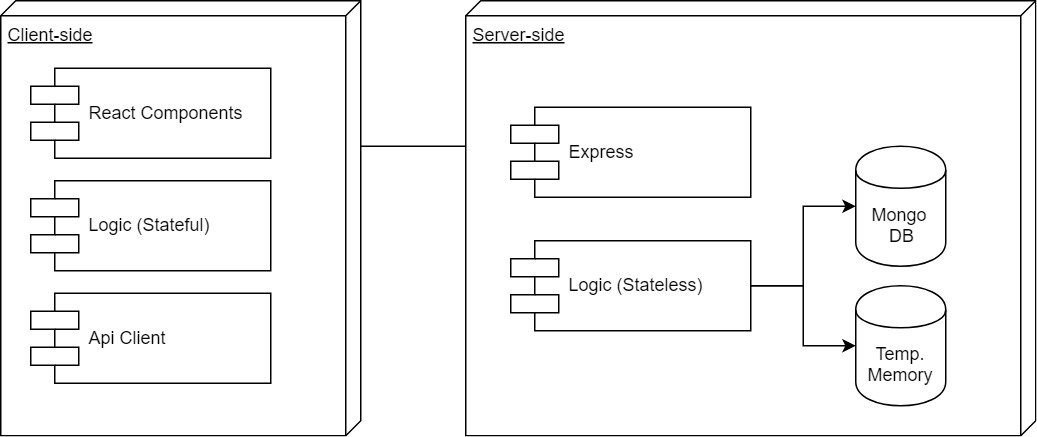 Client-side
React Components
Logic (Stateful)
Api Client
Server-side
Express
Logic (Stateless)
Mongo
DB
Temp.
Memory